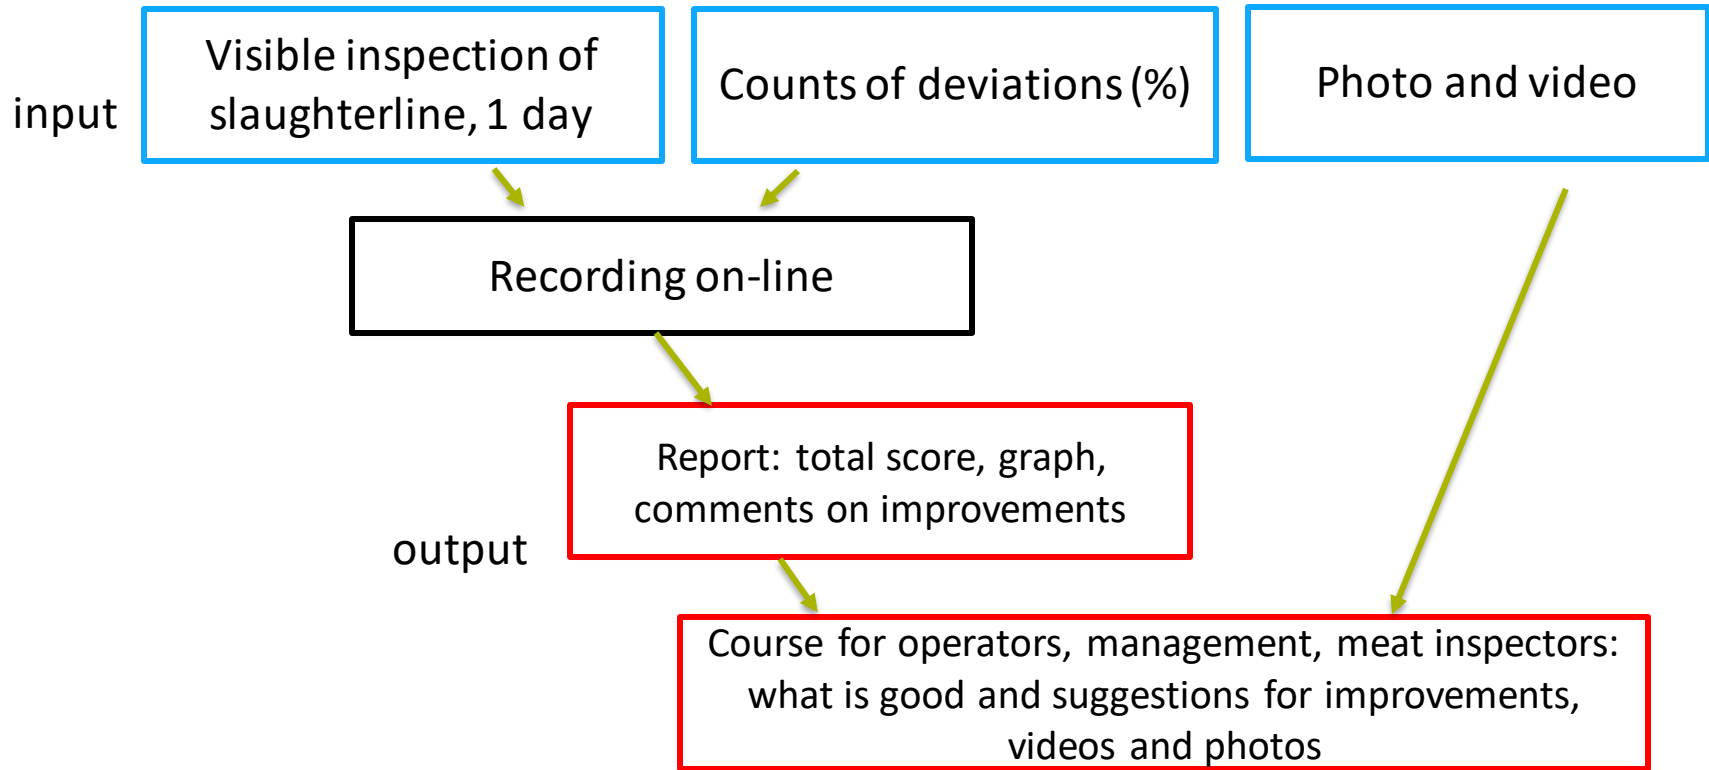 input
Visible inspection of
slaughterline, 1 day
Counts of deviations (%)
Photo and video
Recording on-line
Report: total score, graph,
comments on improvements
output
Course for operators, management, meat inspectors:
what is good and suggestions for improvements,
videos and photos